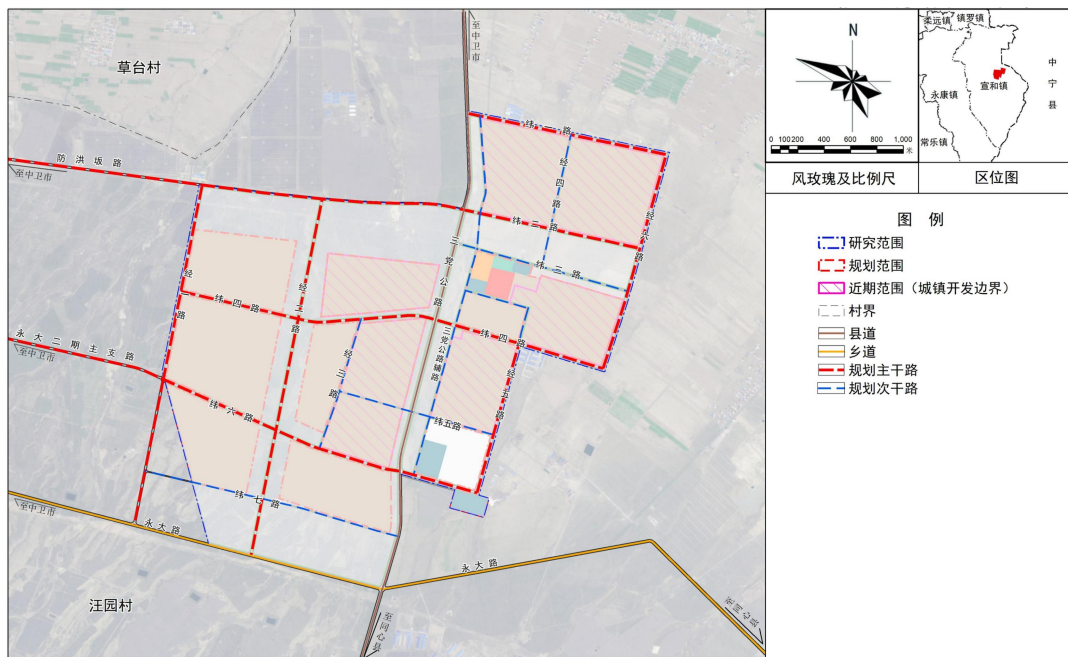 至中卫市
草台村
防洪坂路
至中卫市
纬一路
经四路
经六路
纬二路
纬二路
三党公路
经一路
纬四路
经二路
纬四路
三党公路辅路
经三路
经五路
永大二期主支路
至中卫市
纬六路
纬五路
纬七路
至中卫市
永大路
永大路
至同心县
至同心县
汪园村
N
0 100200 400 600 800 1,000
米
风玫瑰及比例尺
柔远镇
镇罗镇
中宁县
永康镇
宣和镇
常乐镇
区位图
图 例
研究范围
规划范围
近期范围（城镇开发边界）
村界
县道
乡道
规划主干路
规划次干路